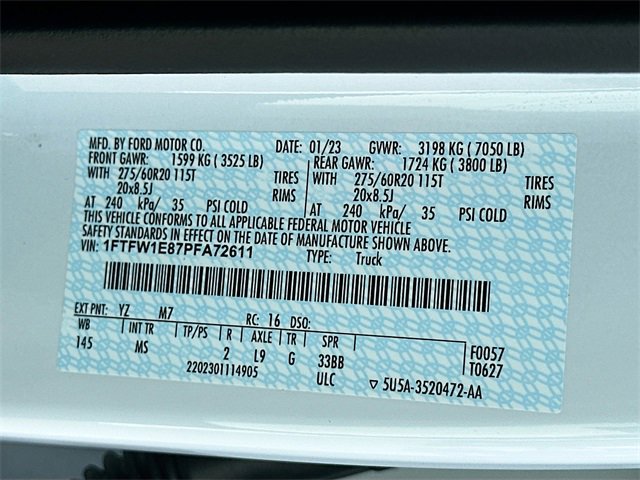 MFD. BY FORD MOTOR CO. DATE: 01/23 GVWR: 3198 KG ( 7050 LB)
FRONT GAWR: 1599 KG ( 3525 LB) REAR GAWR: 1724 KG ( 3800 LB)
WITH 275/60R20 115T TIRES WITH 275/60R20 115T TIRES
20x8.5J RIMS 20x8.5J RIMS
AT 240 kPa/ 35 PSI COLD AT 240 kPa/ 35 PSI COLD
THIS VEHICLE CONFORMS TO ALL APPLICABLE FEDERAL MOTOR VEHICLE
SAFETY STANDARDS IN EFFECT ON THE DATE OF MANUFACTURE SHOWN ABOVE.
VIN: 1FTFW1E87PFA72611 TYPE: Truck
EXT PNT: YZ M7 RC: 16 DSO:
WB INT TR TP/PS R AXLE TR SPR F0057
145 MS 2 L9 G 33BB T0627
2202301114905 ULC ▽ 5U5A-3520472-AA